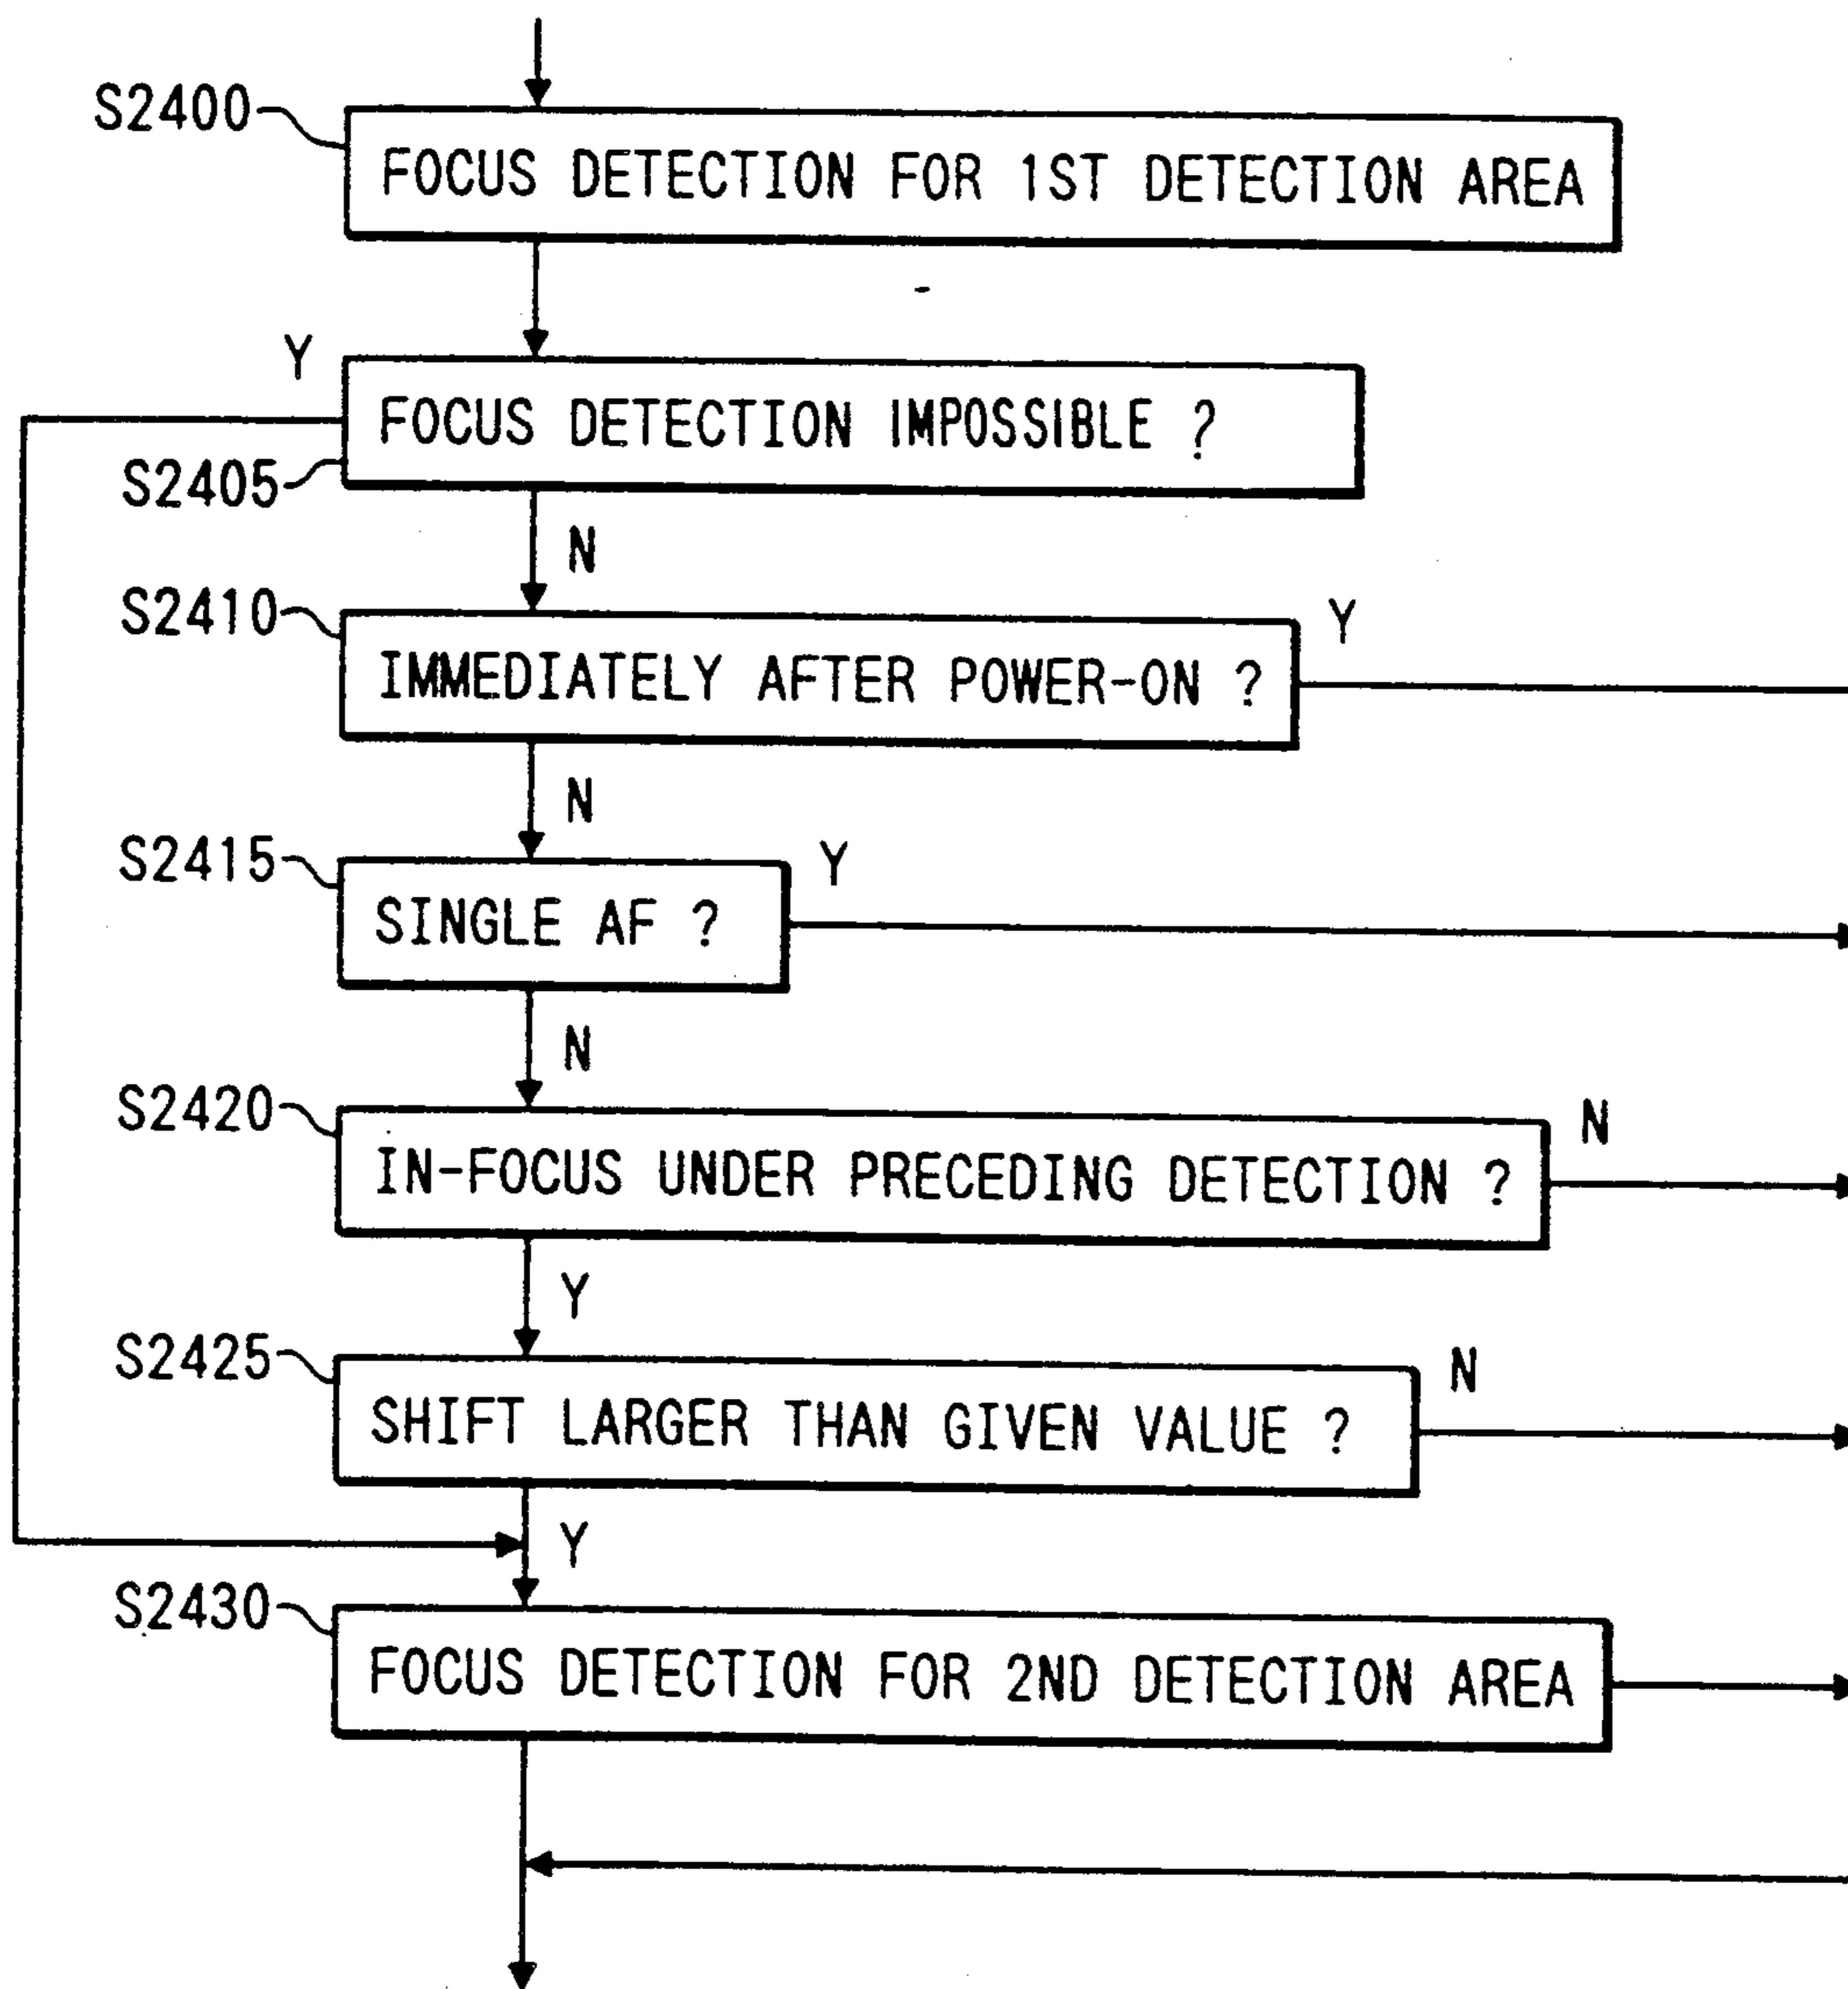 S2400
FOCUS DETECTION FOR 1ST DETECTION AREA
Y
FOCUS DETECTION IMPOSSIBLE ?
S2405
N
S2410
IMMEDIATELY AFTER POWER-ON ?
Y
N
S2415
SINGLE AF ?
Y
N
S2420
IN-FOCUS UNDER PRECEDING DETECTION ?
N
Y
S2425
SHIFT LARGER THAN GIVEN VALUE ?
N
Y
S2430
FOCUS DETECTION FOR 2ND DETECTION AREA